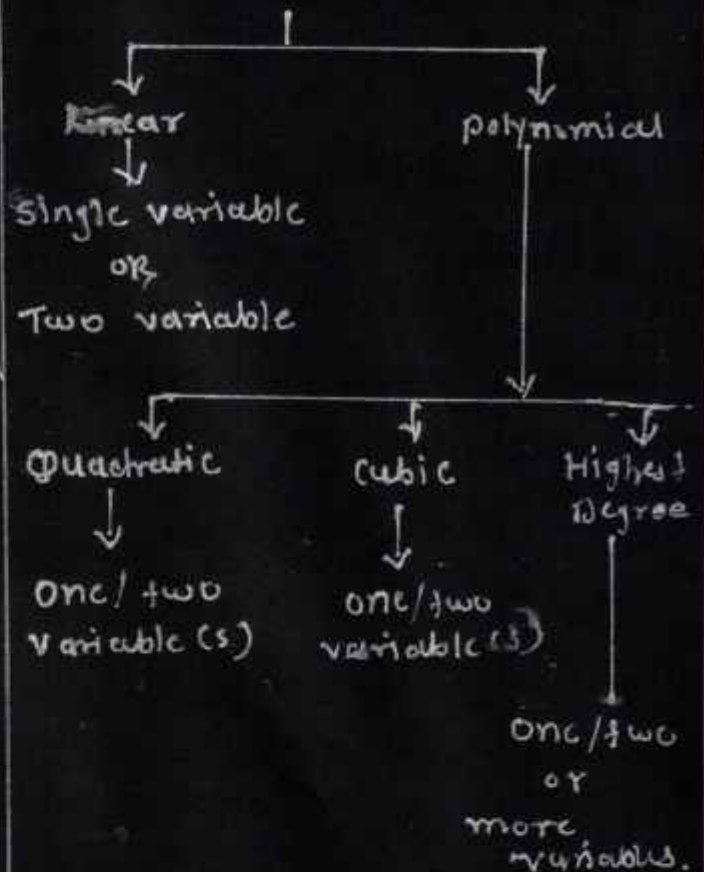 Linear
polynomial
Single variable
OR
Two variable
Quadratic
Cubic
Highest
Degree
one/two
variable(s)
one/two
variable(s)
one/two
or
more
variables.